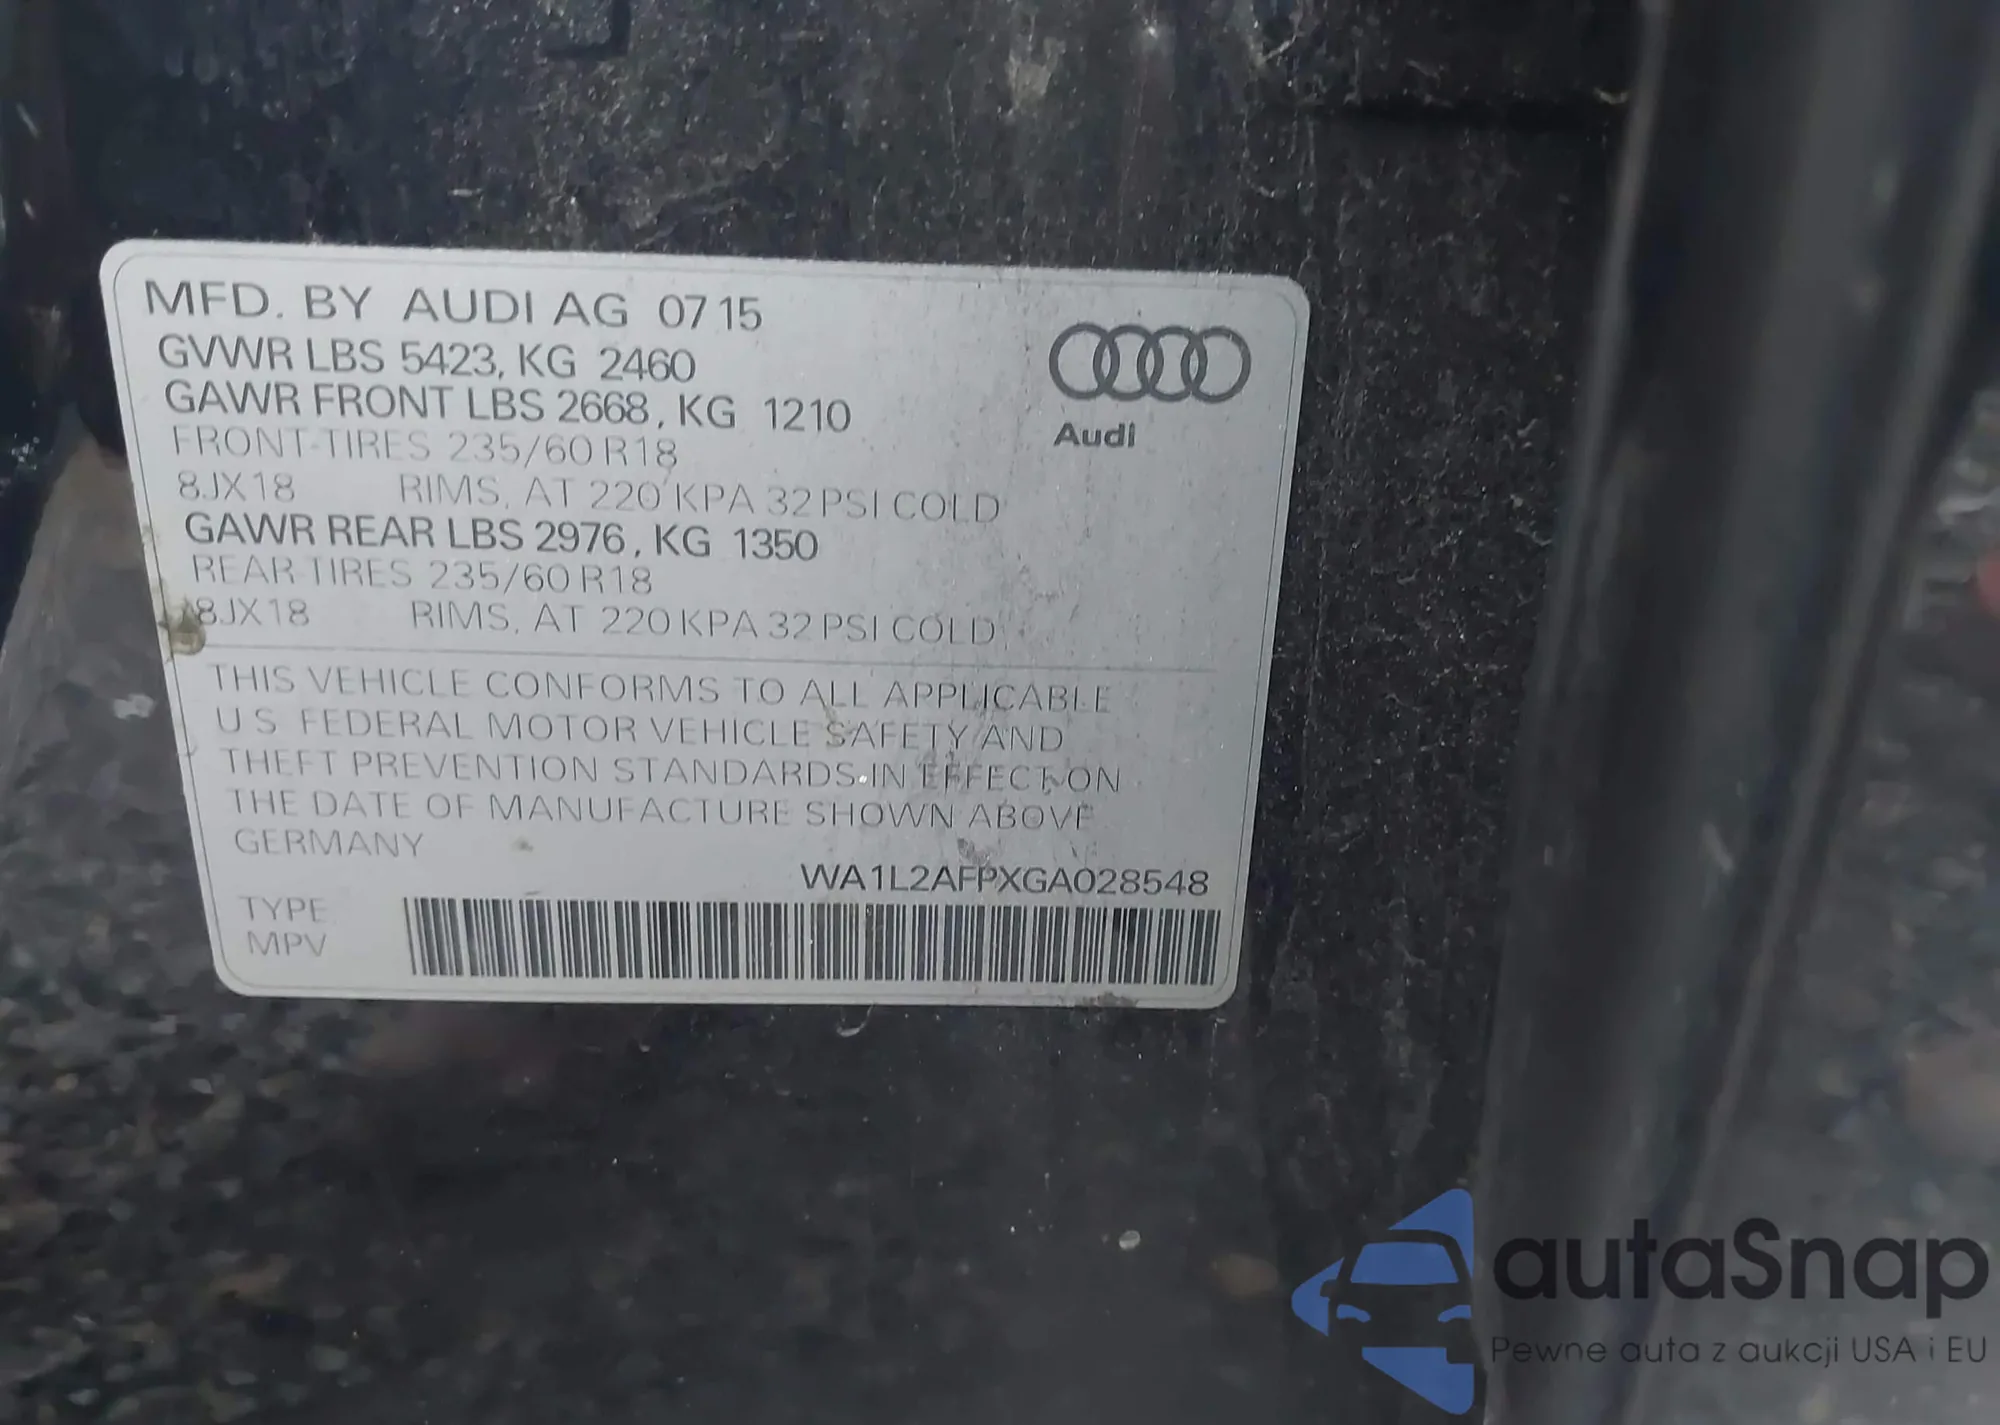 MFD. BY AUDI AG 07 15
GVWR LBS 5423, KG 2460
GAWR FRONT LBS 2668, KG 1210
FRONT-TIRES 235/60 R18
8JX18 RIMS, AT 220 KPA 32 PSI COLD
GAWR REAR LBS 2976, KG 1350
REAR-TIRES 235/60 R18
8JX18 RIMS, AT 220 KPA 32 PSI COLD
Audi
THIS VEHICLE CONFORMS TO ALL APPLICABLE
U S FEDERAL MOTOR VEHICLE SAFETY AND
THEFT PREVENTION STANDARDS IN EFFECT ON
THE DATE OF MANUFACTURE SHOWN ABOVE
GERMANY
WA1L2AFPXGA028548
TYPE
MPV
autaSnap
Pewne auta z aukcji USA i EU